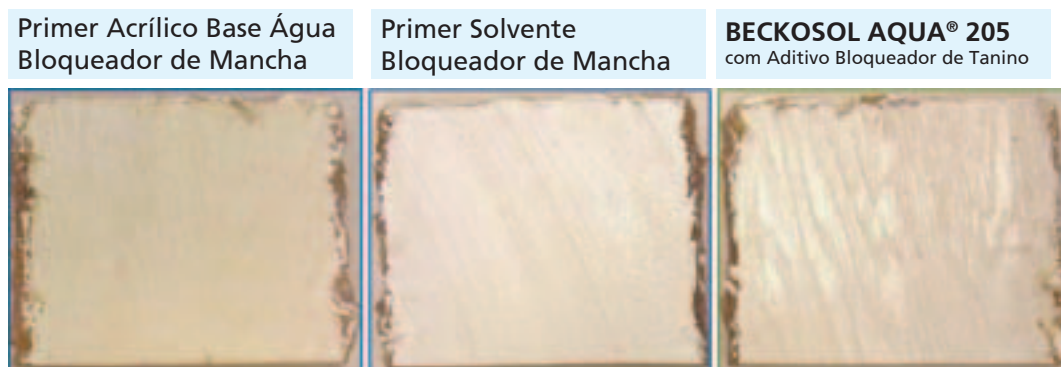 Primer Acrílico Base Água
Bloqueador de Mancha
Primer Solvente
Bloqueador de Mancha
BECKOSOL AQUA® 205
com Aditivo Bloqueador de Tanino